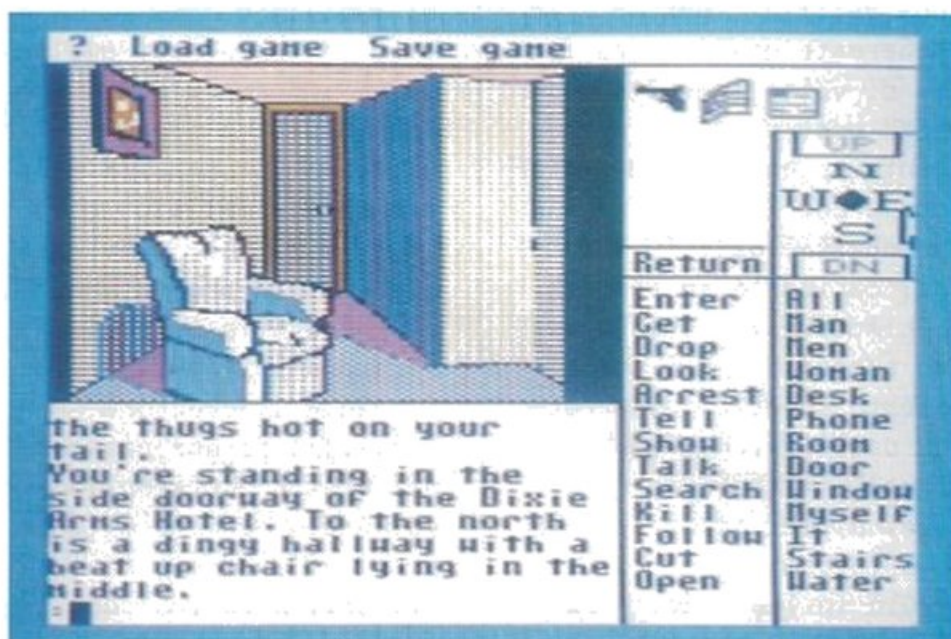 ? Load game Save game
UP
N
W E
S
Return DN
Enter All
Get Man
Drop Men
Look Woman
Arrest Desk
Tell Phone
Show Room
Talk Door
Search Window
Kill Myself
Follow It
Cut Stairs
Open Water
the thugs hot on your
tail.
You're standing in the
side doorway of the Dixie
Arms Hotel. To the north
is a dingy hallway with a
beat up chair lying in the
middle.
: